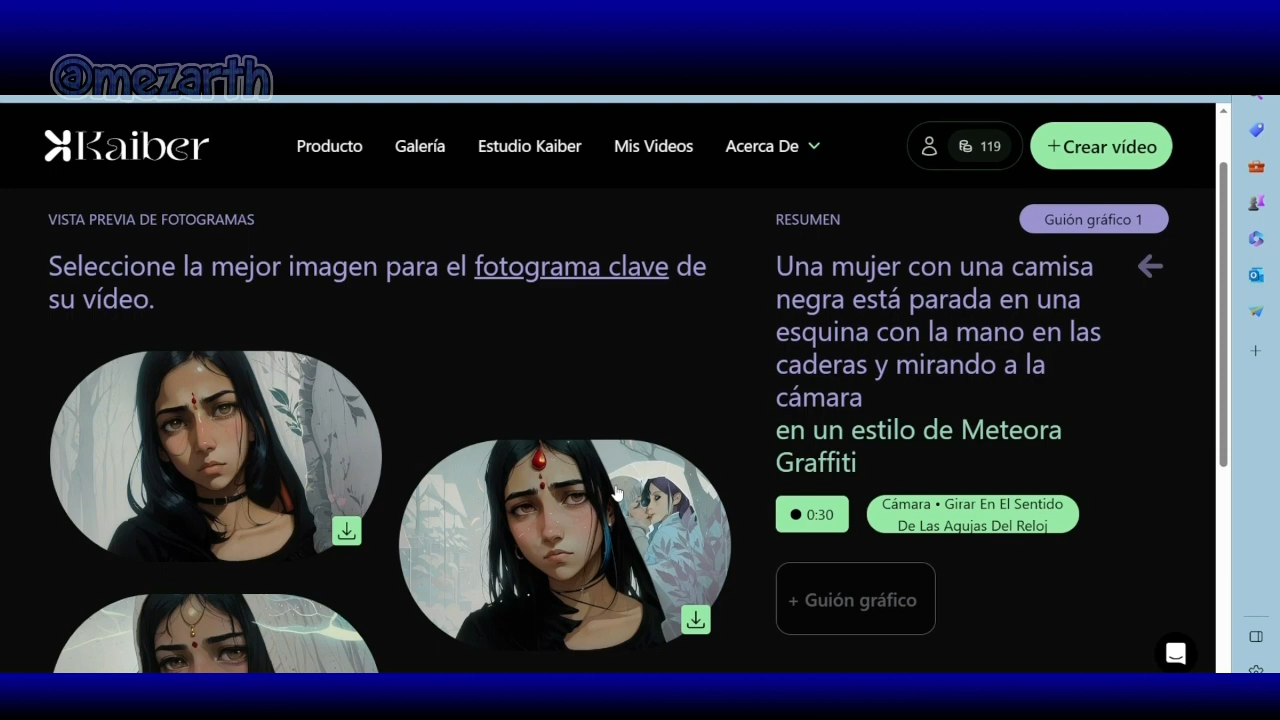 @mezarth
Kaiber
Producto
Galería
Estudio Kaiber
Mis Videos
Acerca De
119
+Crear vídeo
VISTA PREVIA DE FOTOGRAMAS
Seleccione la mejor imagen para el fotograma clave de
su vídeo.
RESUMEN
Guión gráfico 1
Una mujer con una camisa
negra está parada en una
esquina con la mano en las
caderas y mirando a la
cámara
en un estilo de Meteora
Graffiti
0:30
Cámara • Girar En El Sentido
De Las Agujas Del Reloj
+ Guión gráfico